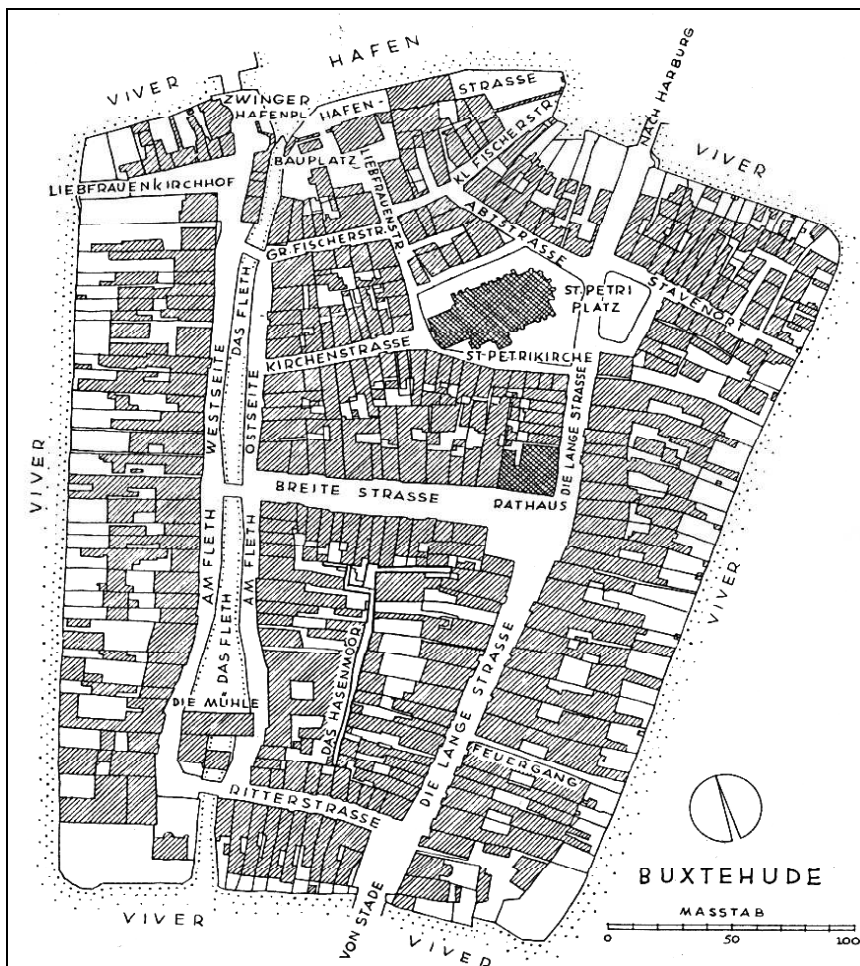 HAFEN
VIVER
ZWINGER
HAFENPL.
HAFEN-
STRASSE
NACH HARBURG
VIVER
BAUPLATZ
LIEBFRAUENSTR.
KL. FISCHERSTR.
LIEBFRAUENKIRCHHOF
ABTSTRASSE
GR. FISCHERSTR.
STAVENORT
ST. PETRI
PLATZ
DAS FLETH
KIRCHENSTRASSE
ST. PETRIKIRCHE
WESTSEITE
OSTSEITE
DIE LANGE STRASSE
VIVER
BREITE STRASSE
RATHAUS
AM FLETH
AM FLETH
VIVER
DAS FLETH
DAS HASENMOOR
DIE LANGE STRASSE
DIE MÜHLE
FEUERGANG
RITTERSTRASSE
BUXTEHUDE
MASSTAB
0 50 100
VIVER
VON STADE
VIVER